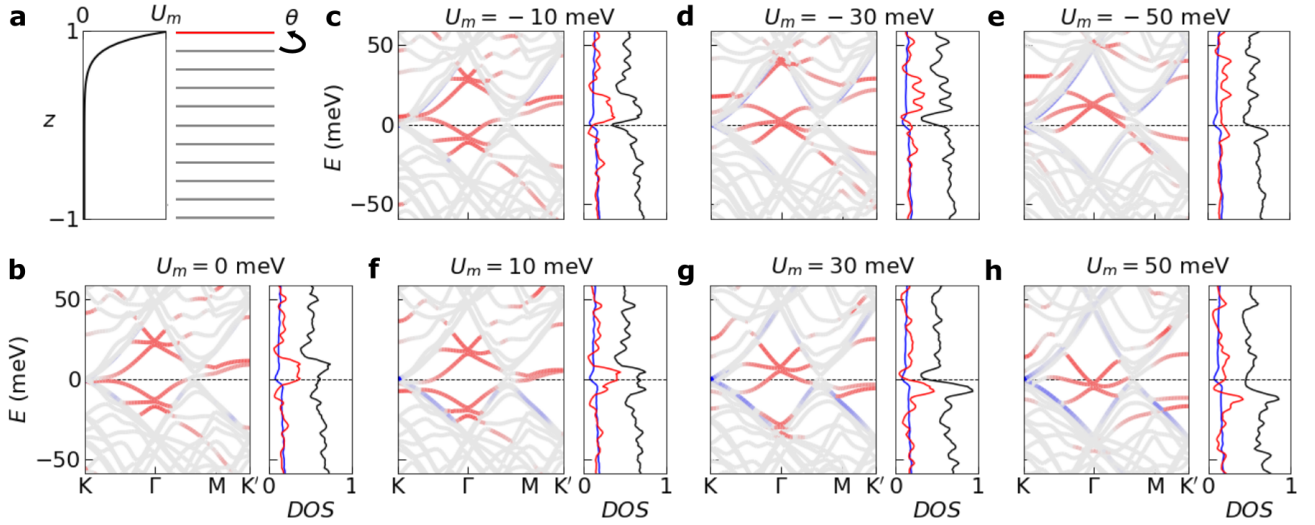 a
0
U_m
θ
1
z
−1
c
U_m = − 10 meV
50
0
−50
E (meV)
d
U_m = − 30 meV
e
U_m = − 50 meV
b
U_m = 0 meV
50
0
−50
E (meV)
K Γ M K′
0 1
DOS
f
U_m = 10 meV
K Γ M K′
0 1
DOS
g
U_m = 30 meV
K Γ M K′
0 1
DOS
h
U_m = 50 meV
K Γ M K′
0 1
DOS